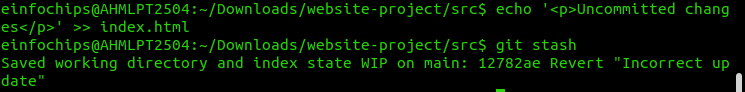 einfochips@AHMLPT2504:~/Downloads/website-project/src$ echo '<p>Uncommitted chang
es</p>' >> index.html
einfochips@AHMLPT2504:~/Downloads/website-project/src$ git stash
Saved working directory and index state WIP on main: 12782ae Revert "Incorrect up
date"